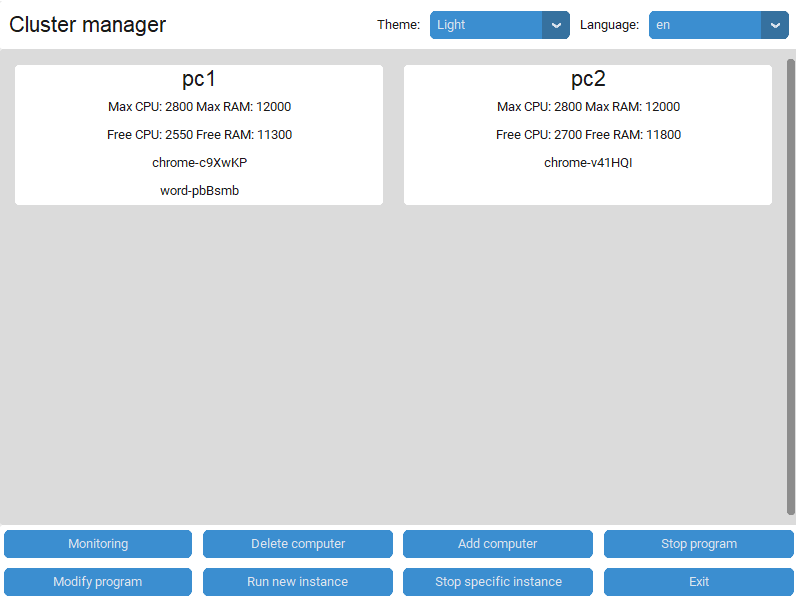 Cluster manager
Theme:
Light
Language:
en
pc1
Max CPU: 2800 Max RAM: 12000
Free CPU: 2550 Free RAM: 11300
chrome-c9XwKP
word-pbBsmb
pc2
Max CPU: 2800 Max RAM: 12000
Free CPU: 2700 Free RAM: 11800
chrome-v41HQI
Monitoring
Delete computer
Add computer
Stop program
Modify program
Run new instance
Stop specific instance
Exit